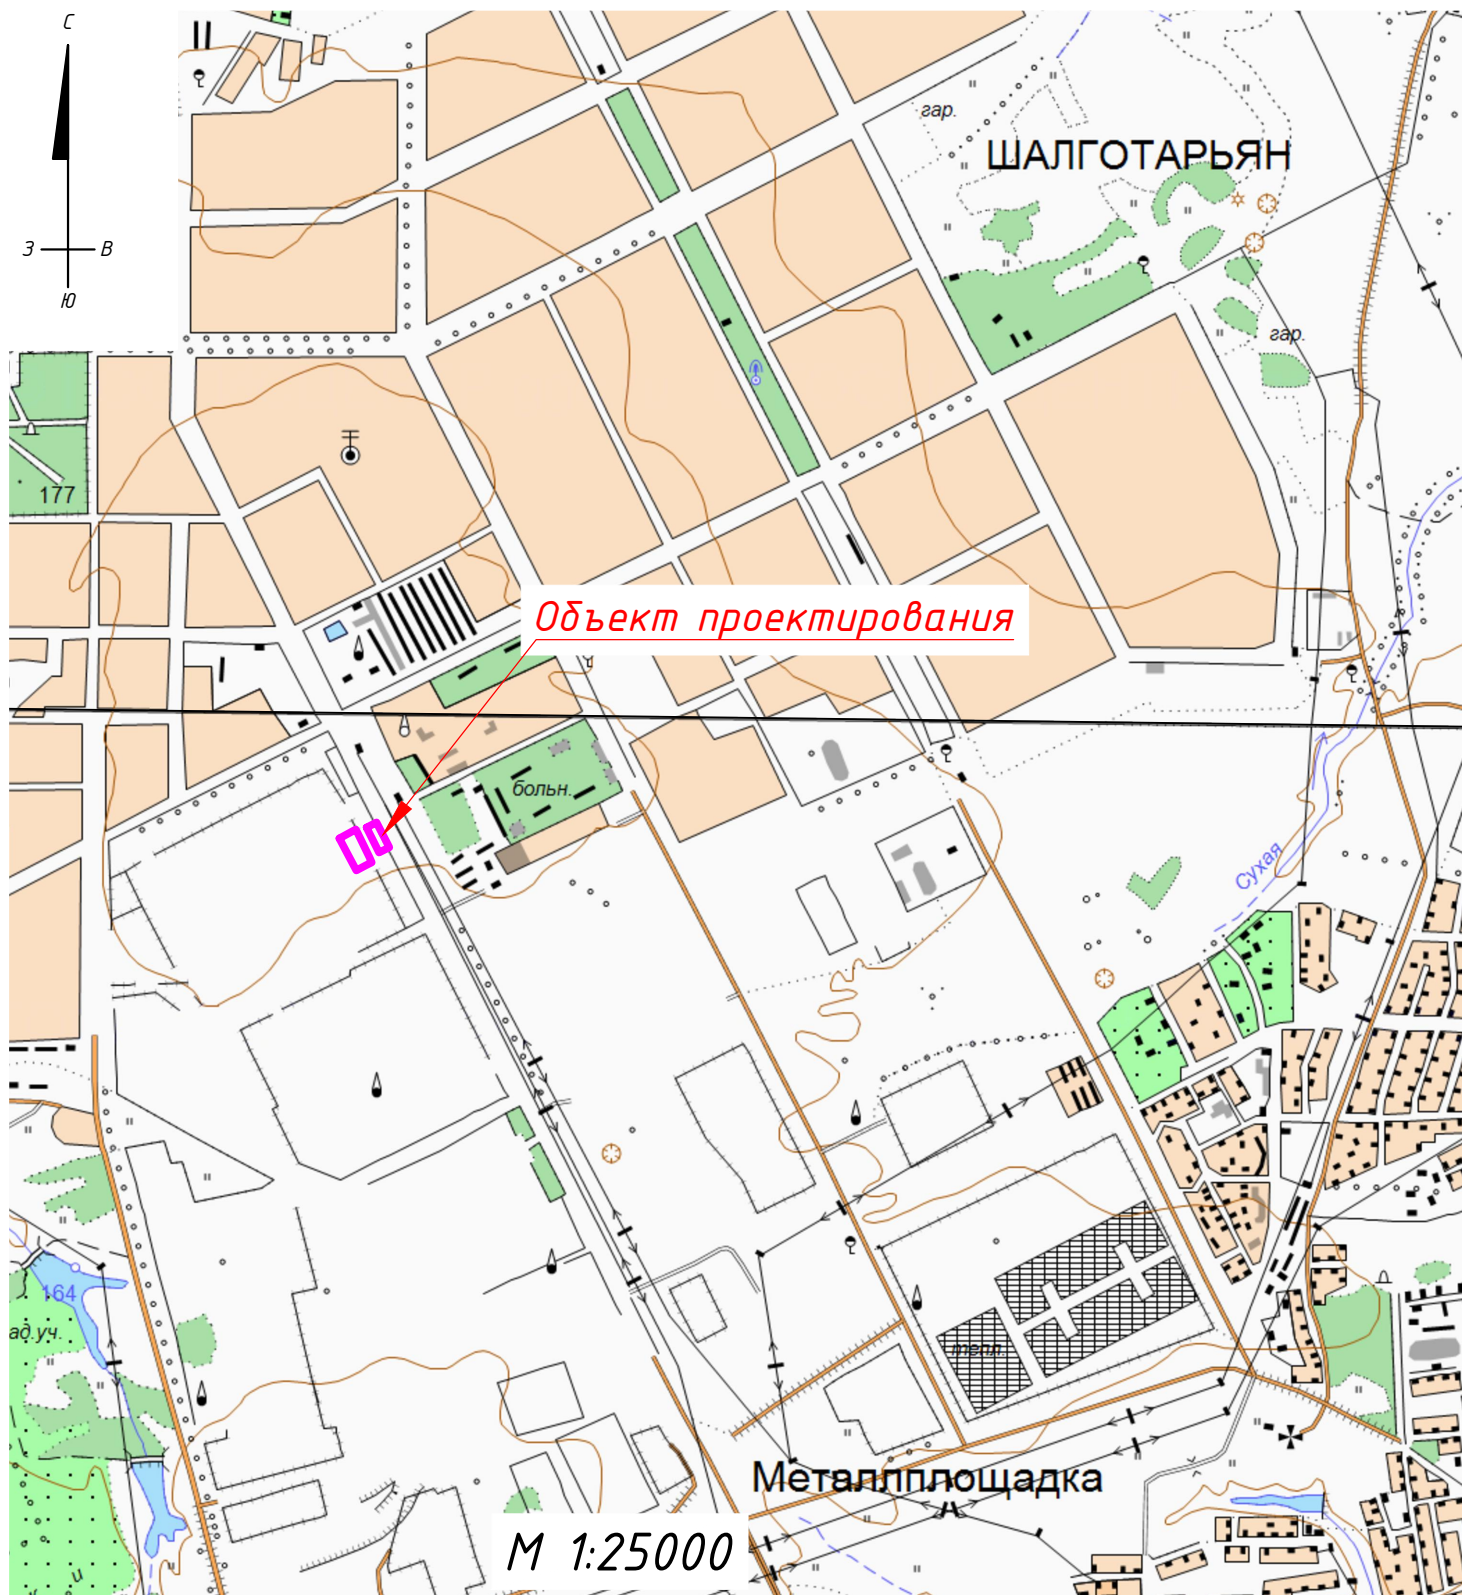 С
З
В
Ю
гар.
ШАЛГОТАРЬЯН
гар.
177
Объект проектирования
больн.
Сухая
164
ад.уч.
тепл.
Металлплощадка
М 1:25000
и